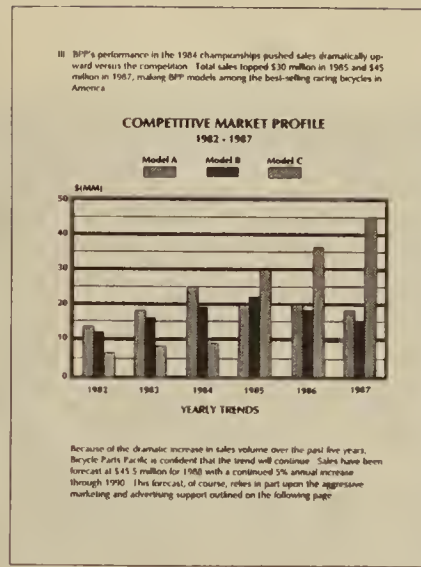 III BPP's performance in the 1984 championships pushed sales dramatically up-
ward versus the competition. Total sales topped $30 million in 1985 and $45
million in 1987, making BPP models among the best-selling racing bicycles in
America
COMPETITIVE MARKET PROFILE
1982 - 1987
Model A Model B Model C
$(MM)
50
40
30
20
10
0
1982 1983 1984 1985 1986 1987
YEARLY TRENDS
Because of the dramatic increase in sales volume over the past five years,
Bicycle Parts Pacific is confident that the trend will continue. Sales have been
forecast at $45.5 million for 1988 with a continued 5% annual increase
through 1990. This forecast, of course, relies in part upon the aggressive
marketing and advertising support outlined on the following page